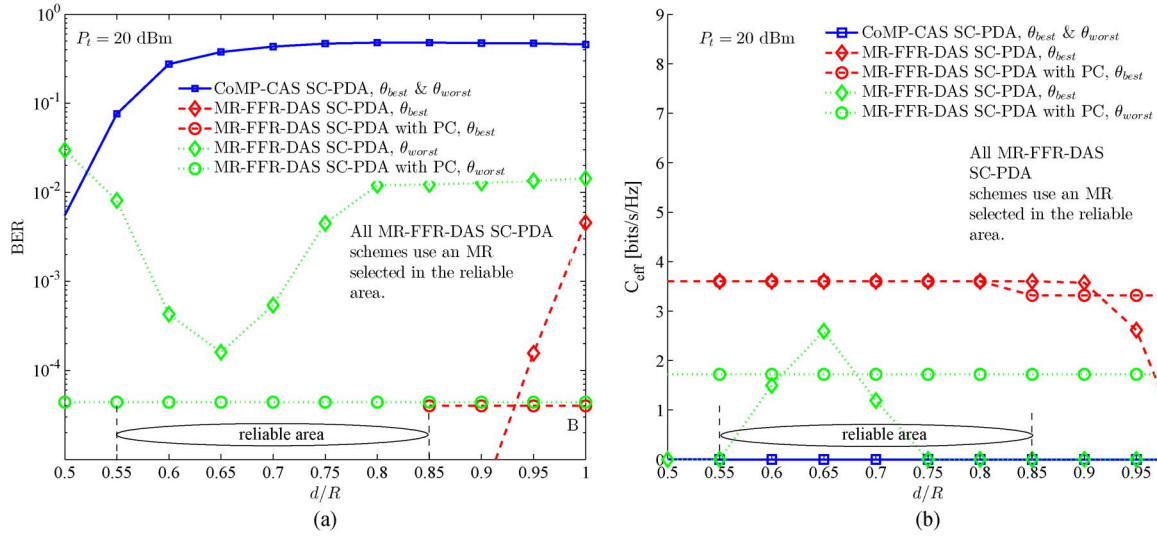 P_t = 20 dBm
CoMP-CAS SC-PDA, θ_best & θ_worst
MR-FFR-DAS SC-PDA, θ_best
MR-FFR-DAS SC-PDA with PC, θ_best
MR-FFR-DAS SC-PDA, θ_worst
MR-FFR-DAS SC-PDA with PC, θ_worst
All MR-FFR-DAS SC-PDA
schemes use an MR
selected in the reliable
area.
B
reliable area
10^0
10^-1
10^-2
10^-3
10^-4
BER
0.5 0.55 0.6 0.65 0.7 0.75 0.8 0.85 0.9 0.95 1
d/R
(a)
P_t = 20 dBm
CoMP-CAS SC-PDA, θ_best & θ_worst
MR-FFR-DAS SC-PDA, θ_best
MR-FFR-DAS SC-PDA with PC, θ_best
MR-FFR-DAS SC-PDA, θ_best
MR-FFR-DAS SC-PDA with PC, θ_worst
All MR-FFR-DAS
SC-PDA
schemes use an MR
selected in the reliable
area.
reliable area
9
8
7
6
5
4
3
2
1
0
C_eff [bits/s/Hz]
0.5 0.55 0.6 0.65 0.7 0.75 0.8 0.85 0.9 0.95
d/R
(b)